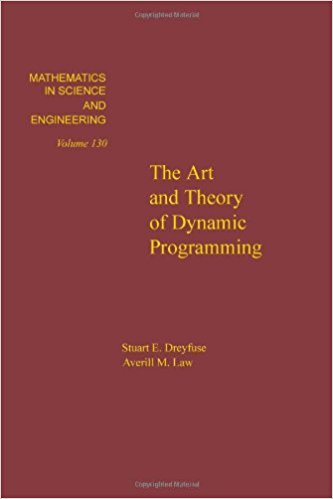 MATHEMATICS
IN SCIENCE
AND
ENGINEERING
Volume 130
The Art
and Theory
of Dynamic
Programming
Stuart E. Dreyfuse
Averill M. Law